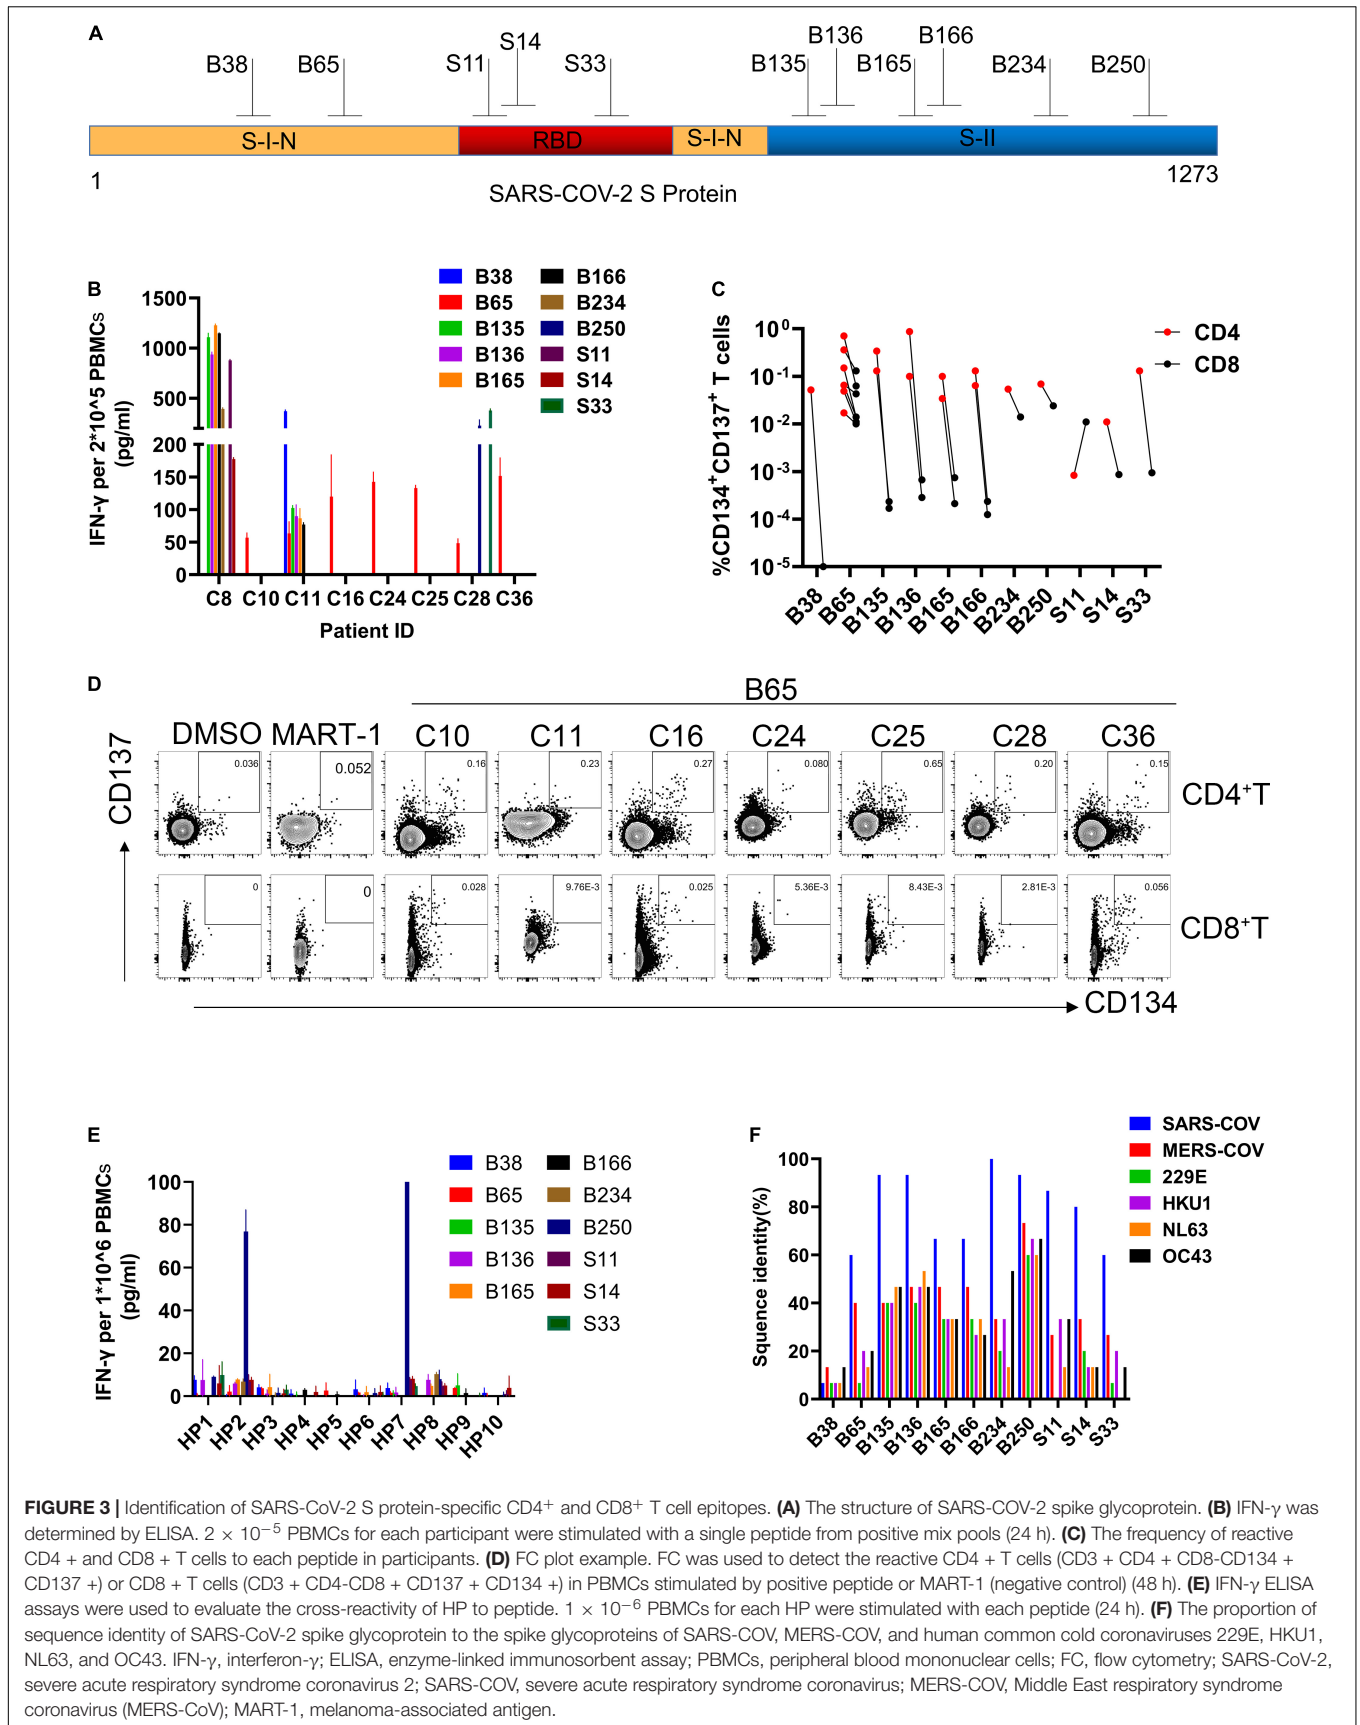 A
B38
B65
S11
S14
S33
B135
B136
B165
B166
B234
B250
S-I-N
RBD
S-I-N
S-II
1
1273
SARS-COV-2 S Protein
B
IFN-γ per 2*10^5 PBMCs
(pg/ml)
1500
1000
500
200
150
100
50
0
C8 C10 C11 C16 C24 C25 C28 C36
Patient ID
B38
B65
B135
B136
B165
B166
B234
B250
S11
S14
S33
C
%CD134+CD137+ T cells
10^0
10^-1
10^-2
10^-3
10^-4
10^-5
B38 B65 B135 B136 B165 B166 B234 B250 S11 S14 S33
CD4
CD8
D
B65
DMSO MART-1 C10 C11 C16 C24 C25 C28 C36
CD137
0.036 0.052 0.16 0.23 0.27 0.080 0.65 0.20 0.15
CD4+T
0 0 0.028 9.76E-3 0.025 5.36E-3 8.43E-3 2.81E-3 0.056
CD8+T
CD134
E
IFN-γ per 1*10^6 PBMCs
(pg/ml)
100
80
60
40
20
0
HP1 HP2 HP3 HP4 HP5 HP6 HP7 HP8 HP9 HP10
B38
B65
B135
B136
B165
B166
B234
B250
S11
S14
S33
F
Squence identity(%)
100
80
60
40
20
0
B38 B65 B135 B136 B165 B166 B234 B250 S11 S14 S33
SARS-COV
MERS-COV
229E
HKU1
NL63
OC43
FIGURE 3 | Identification of SARS-CoV-2 S protein-specific CD4+ and CD8+ T cell epitopes. (A) The structure of SARS-COV-2 spike glycoprotein. (B) IFN-γ was
determined by ELISA. 2 × 10−5 PBMCs for each participant were stimulated with a single peptide from positive mix pools (24 h). (C) The frequency of reactive
CD4 + and CD8 + T cells to each peptide in participants. (D) FC plot example. FC was used to detect the reactive CD4 + T cells (CD3 + CD4 + CD8-CD134 +
CD137 +) or CD8 + T cells (CD3 + CD4-CD8 + CD137 + CD134 +) in PBMCs stimulated by positive peptide or MART-1 (negative control) (48 h). (E) IFN-γ ELISA
assays were used to evaluate the cross-reactivity of HP to peptide. 1 × 10−6 PBMCs for each HP were stimulated with each peptide (24 h). (F) The proportion of
sequence identity of SARS-CoV-2 spike glycoprotein to the spike glycoproteins of SARS-COV, MERS-COV, and human common cold coronaviruses 229E, HKU1,
NL63, and OC43. IFN-γ, interferon-γ; ELISA, enzyme-linked immunosorbent assay; PBMCs, peripheral blood mononuclear cells; FC, flow cytometry; SARS-CoV-2,
severe acute respiratory syndrome coronavirus 2; SARS-COV, severe acute respiratory syndrome coronavirus; MERS-COV, Middle East respiratory syndrome
coronavirus (MERS-CoV); MART-1, melanoma-associated antigen.